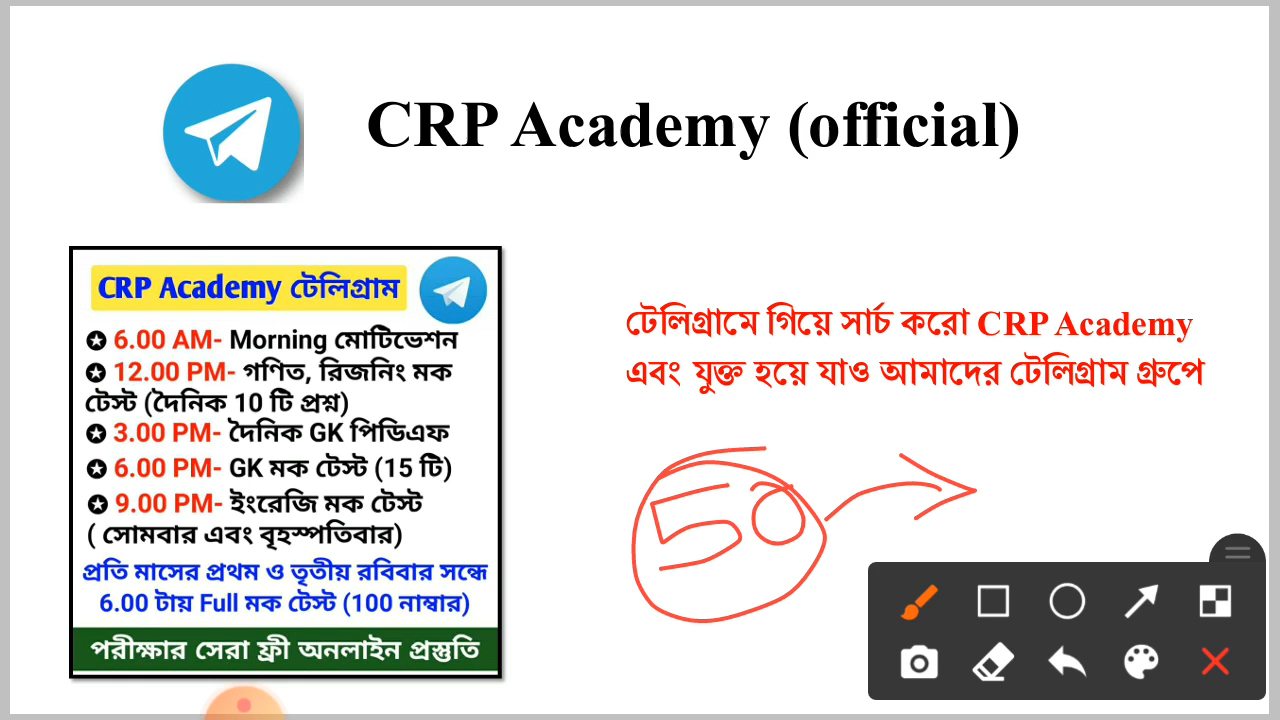 CRP Academy (official)
CRP Academy টেলিগ্রাম
6.00 AM- Morning মোটিভেশন
12.00 PM- গণিত, রিজনিং মক
টেস্ট (দৈনিক 10 টি প্রশ্ন)
3.00 PM- দৈনিক GK পিডিএফ
6.00 PM- GK মক টেস্ট (15 টি)
9.00 PM- ইংরেজি মক টেস্ট
( সোমবার এবং বৃহস্পতিবার)
প্রতি মাসের প্রথম ও তৃতীয় রবিবার সন্ধে
6.00 টায় Full মক টেস্ট (100 নাম্বার)
পরীক্ষার সেরা ফ্রী অনলাইন প্রস্তুতি
টেলিগ্রামে গিয়ে সার্চ করো CRP Academy
এবং যুক্ত হয়ে যাও আমাদের টেলিগ্রাম গ্রুপে
50